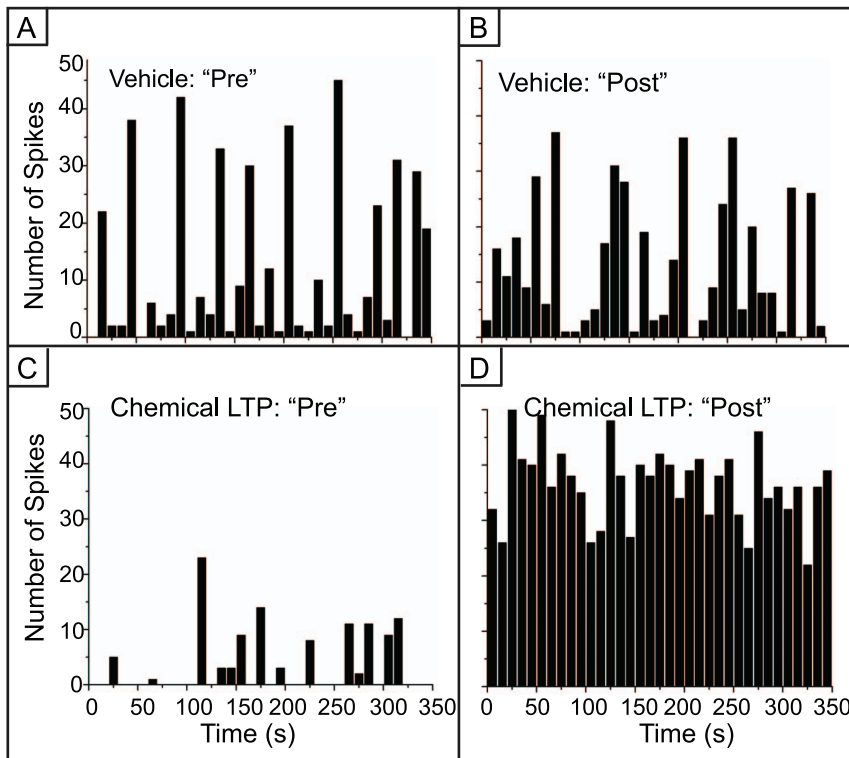 A
B
Vehicle: “Pre”
Vehicle: “Post”
Number of Spikes
50
40
30
20
10
0
C
D
Chemical LTP: “Pre”
Chemical LTP: “Post”
Number of Spikes
50
40
30
20
10
0
0 50 100 150 200 250 300 350
Time (s)
0 50 100 150 200 250 300 350
Time (s)